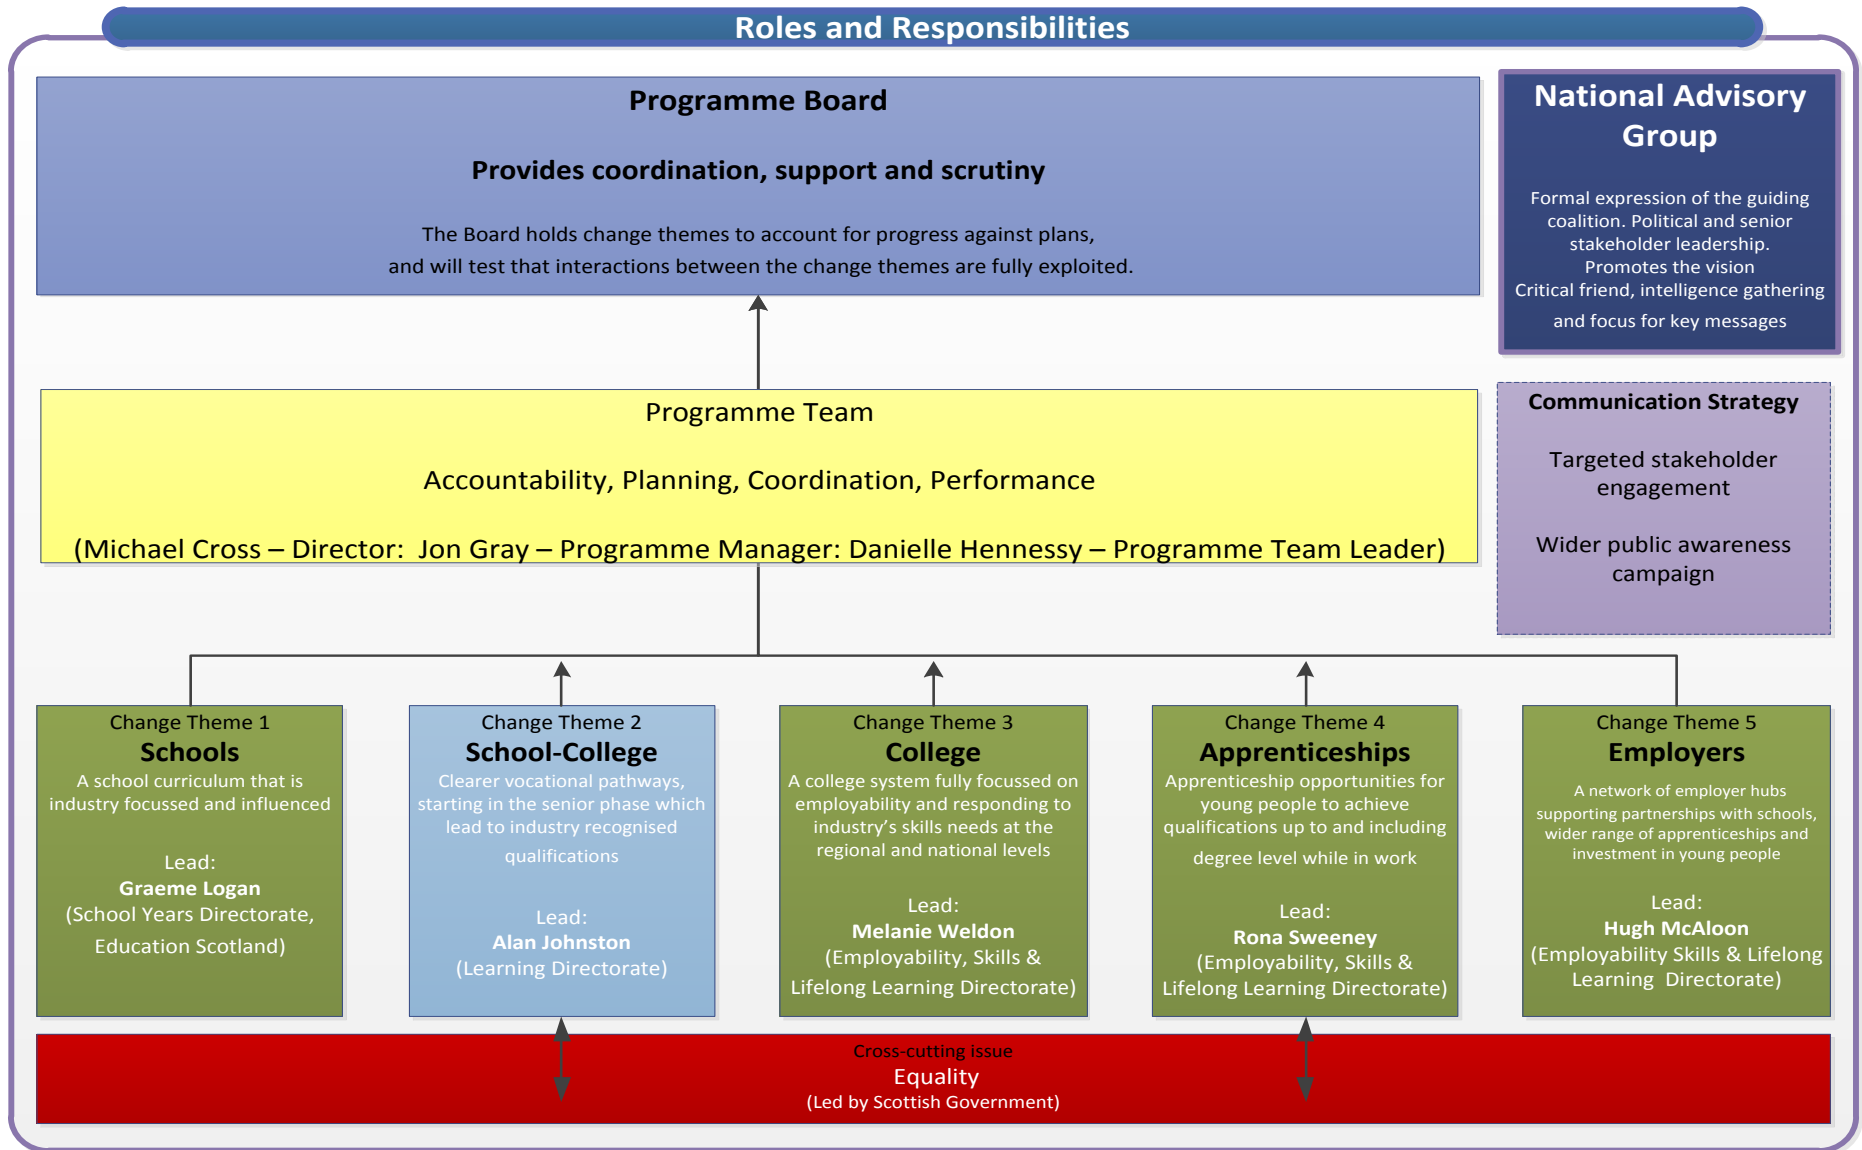 Roles and Responsibilities
Programme Board
Provides coordination, support and scrutiny
The Board holds change themes to account for progress against plans,
and will test that interactions between the change themes are fully exploited.
National Advisory
Group
Formal expression of the guiding
coalition. Political and senior
stakeholder leadership.
Promotes the vision
Critical friend, intelligence gathering
and focus for key messages
Programme Team
Accountability, Planning, Coordination, Performance
(Michael Cross – Director:  Jon Gray – Programme Manager: Danielle Hennessy – Programme Team Leader)
Communication Strategy
Targeted stakeholder
engagement
Wider public awareness
campaign
Change Theme 1
Schools
A school curriculum that is
industry focussed and influenced
Lead:
Graeme Logan
(School Years Directorate,
Education Scotland)
Change Theme 2
School-College
Clearer vocational pathways,
starting in the senior phase which
lead to industry recognised
qualifications
Lead:
Alan Johnston
(Learning Directorate)
Change Theme 3
College
A college system fully focussed on
employability and responding to
industry’s skills needs at the
regional and national levels
Lead:
Melanie Weldon
(Employability, Skills &
Lifelong Learning Directorate)
Change Theme 4
Apprenticeships
Apprenticeship opportunities for
young people to achieve
qualifications up to and including
degree level while in work
Lead:
Rona Sweeney
(Employability, Skills &
Lifelong Learning Directorate)
Change Theme 5
Employers
A network of employer hubs
supporting partnerships with schools,
wider range of apprenticeships and
investment in young people
Lead:
Hugh McAloon
(Employability Skills & Lifelong
Learning  Directorate)
Cross-cutting issue
Equality
(Led by Scottish Government)